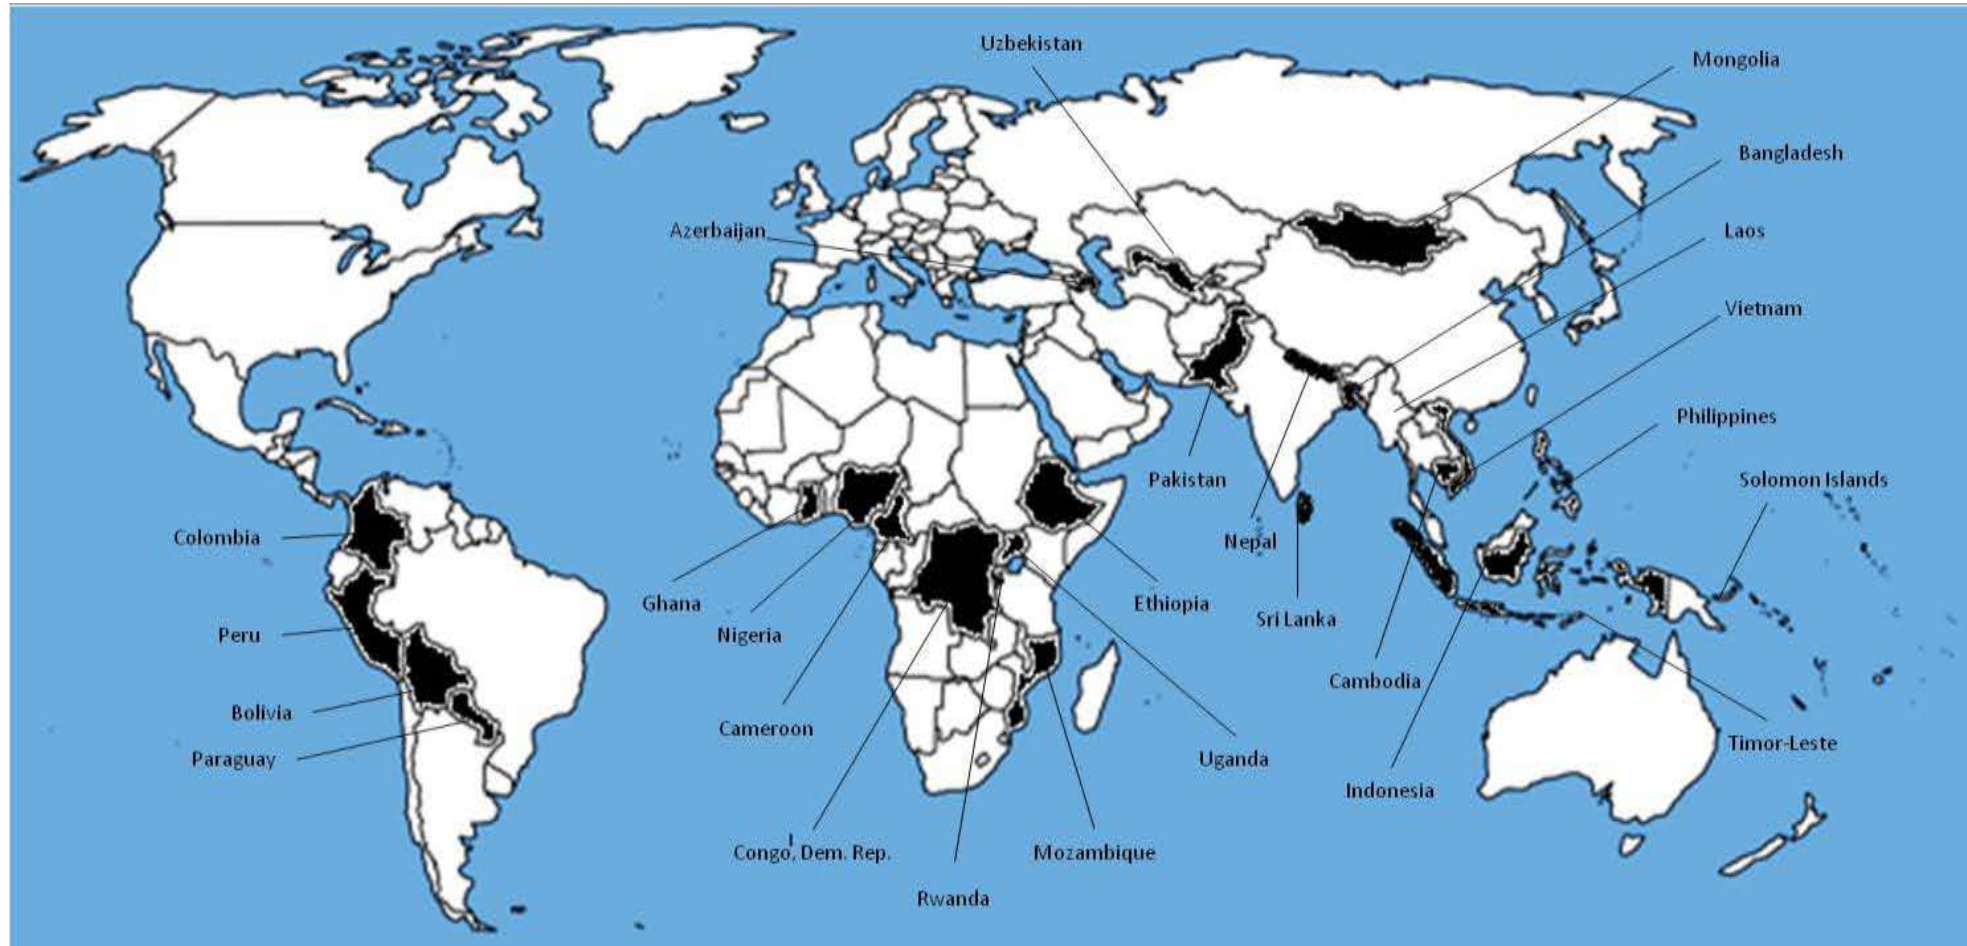 Uzbekistan
Mongolia
Bangladesh
Azerbaijan
Laos
Vietnam
Philippines
Pakistan
Solomon Islands
Colombia
Nepal
Ghana
Ethiopia
Sri Lanka
Peru
Nigeria
Cambodia
Bolivia
Cameroon
Timor-Leste
Paraguay
Uganda
Indonesia
Congo, Dem. Rep.
Mozambique
Rwanda